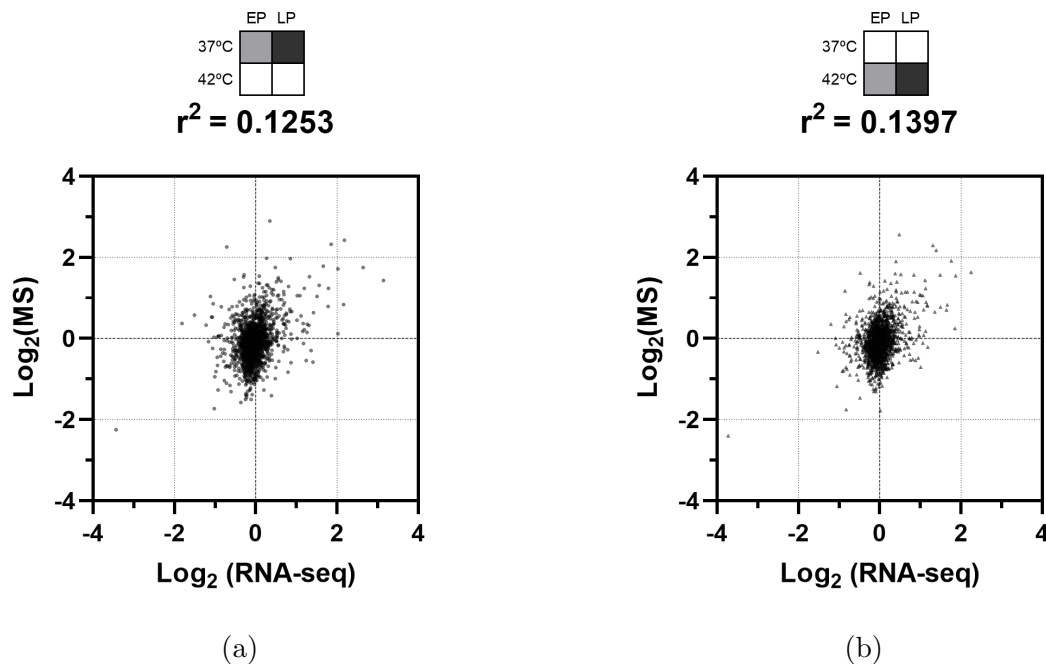 EP LP
37ºC
42ºC
r² = 0.1253
4
2
0
-2
-4
-4 -2 0 2 4
Log₂(MS)
Log₂ (RNA-seq)
(a)
EP LP
37ºC
42ºC
r² = 0.1397
4
2
0
-2
-4
-4 -2 0 2 4
Log₂(MS)
Log₂ (RNA-seq)
(b)